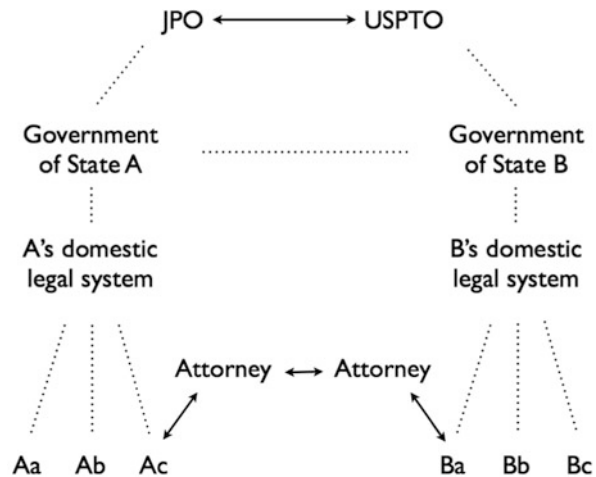 JPO USPTO
Government of State A
Government of State B
A's domestic legal system
B's domestic legal system
Attorney Attorney
Aa Ab Ac Ba Bb Bc